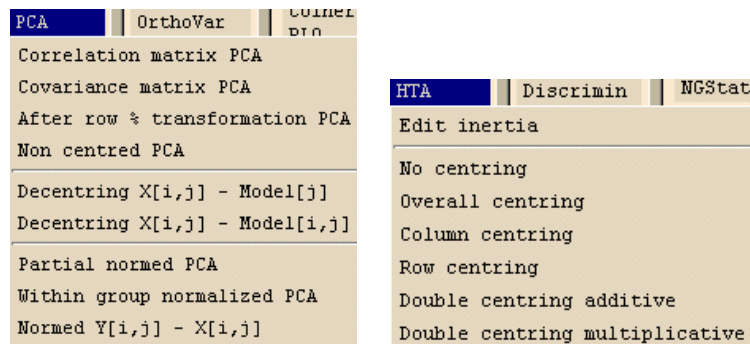 PCA
OrthoVar
Correlation matrix PCA
Covariance matrix PCA
After row % transformation PCA
Non centred PCA
Decentring X[i,j] - Model[j]
Decentring X[i,j] - Model[i,j]
Partial normed PCA
Within group normalized PCA
Normed Y[i,j] - X[i,j]
HTA
Discrimin
NGStat
Edit inertia
No centring
Overall centring
Column centring
Row centring
Double centring additive
Double centring multiplicative